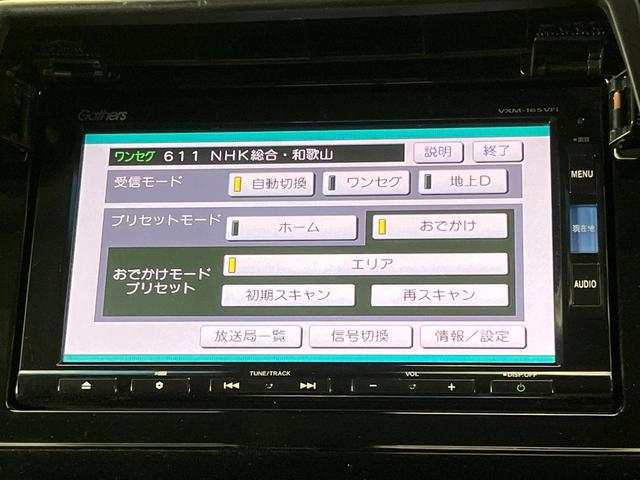 Gathers
VXM-165VFi
ワンセグ 611 NHK総合・和歌山 説明 終了
受信モード 自動切換 ワンセグ 地上D
プリセットモード ホーム おでかけ
おでかけモード
プリセット
エリア
初期スキャン 再スキャン
放送局一覧 信号切換 情報/設定
MENU
現在地
AUDIO
TUNE/TRACK
VOL
DISP.OFF